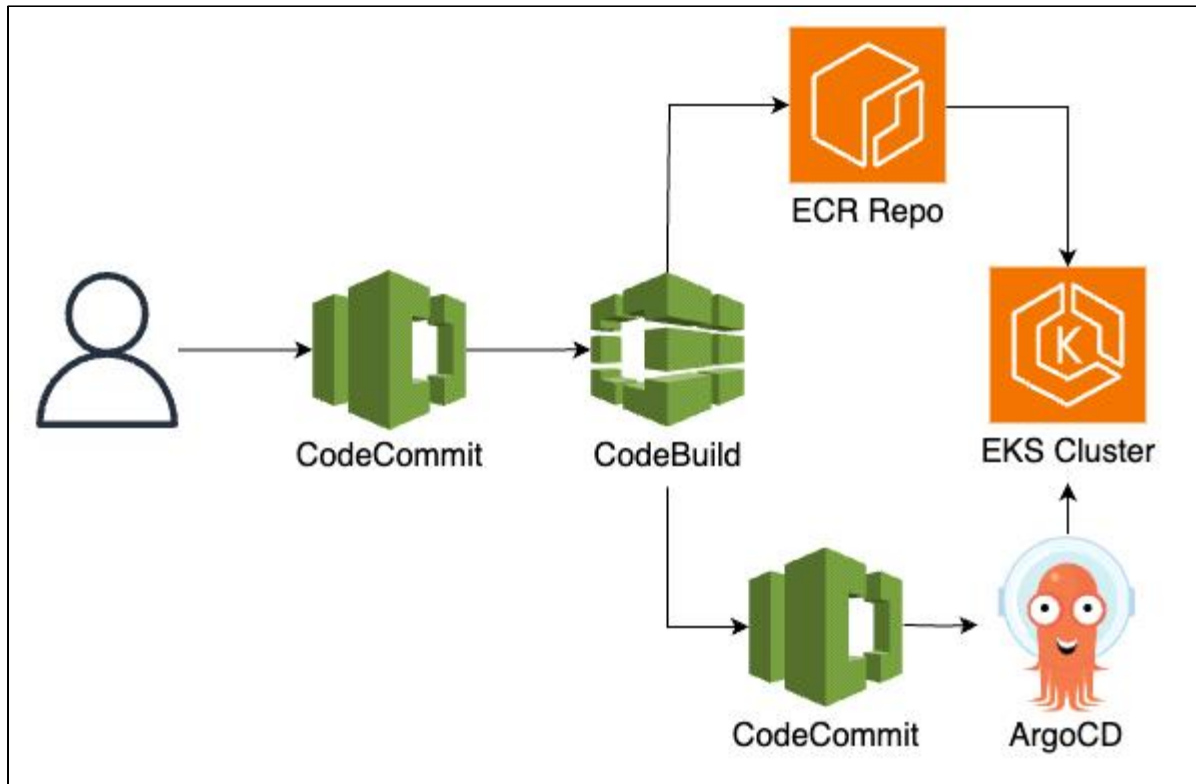 ECR Repo
CodeCommit
CodeBuild
K
EKS Cluster
CodeCommit
ArgoCD